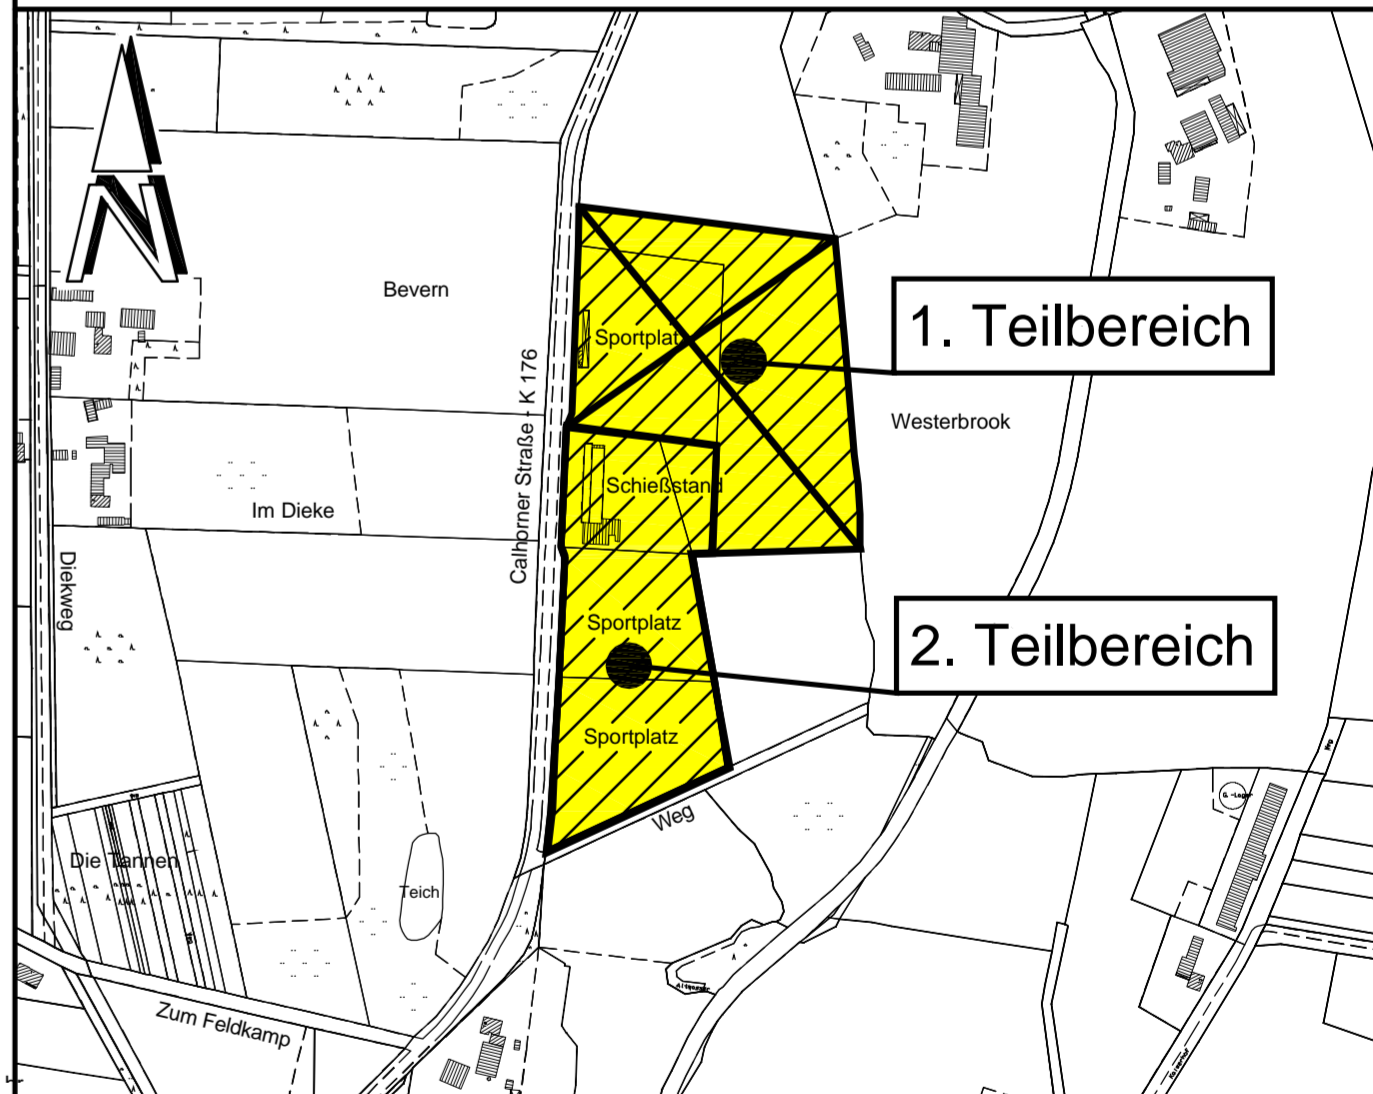 N
Bevern
Sportplat
1. Teilbereich
Calhorner Straße - K 176
Westerbrook
Schießstand
Im Dieke
Diekweg
Sportplatz
2. Teilbereich
Sportplatz
Weg
G.-Lager
Die Tannen
Teich
Zum Feldkamp